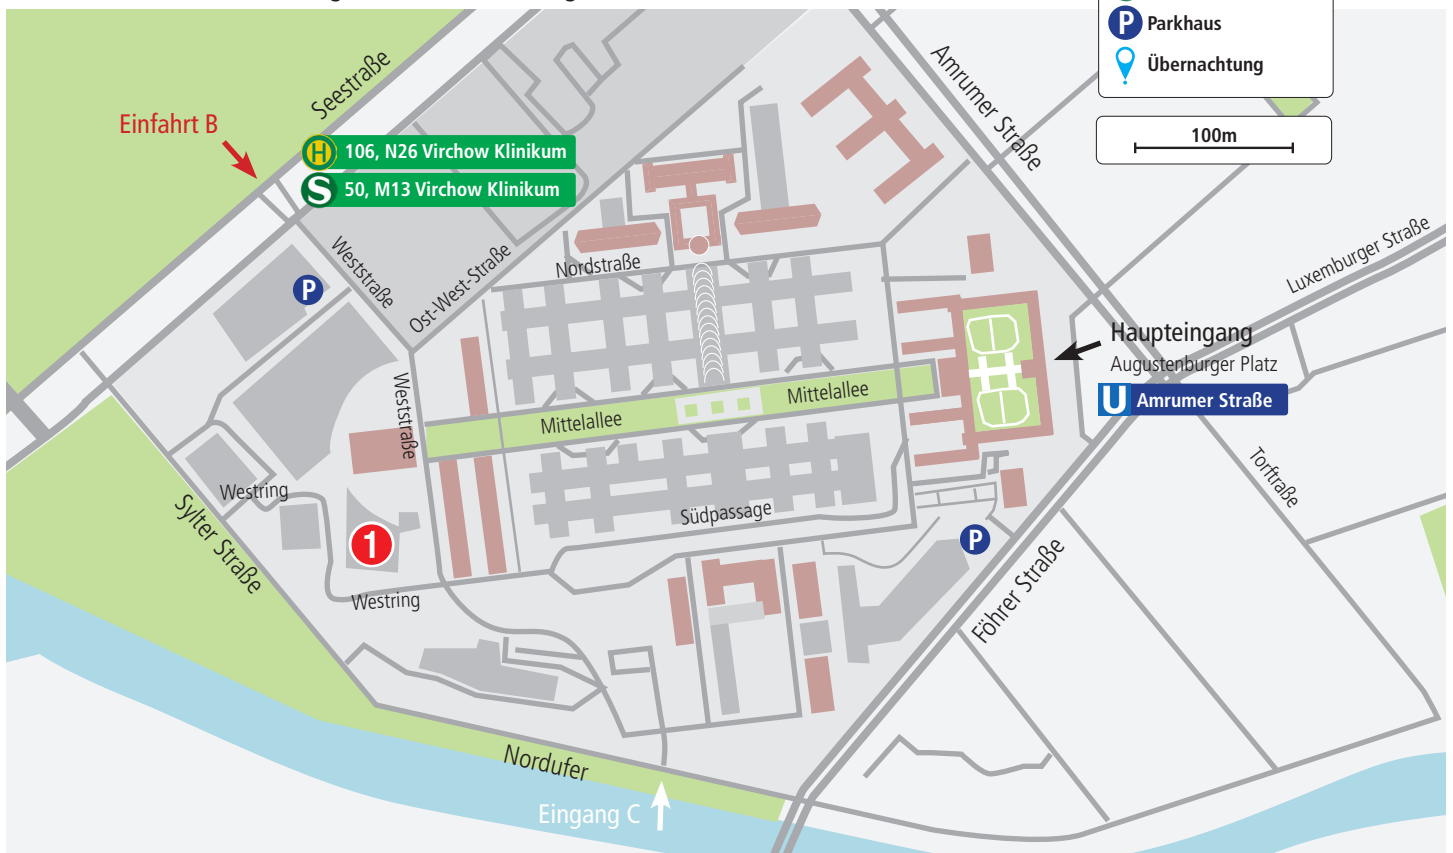 P Parkhaus
Übernachtung
100m
Amrumer Straße
Seestraße
Einfahrt B
H 106, N26 Virchow Klinikum
S 50, M13 Virchow Klinikum
Weststraße
Ost-West-Straße
Nordstraße
Luxemburger Straße
P
Haupteingang
Augustenburger Platz
U Amrumer Straße
Weststraße
Mittelallee
Mittelallee
Westring
Südpassage
Torftraße
Sylter Straße
1
P
Westring
Föhrer Straße
Nordufer
Eingang C